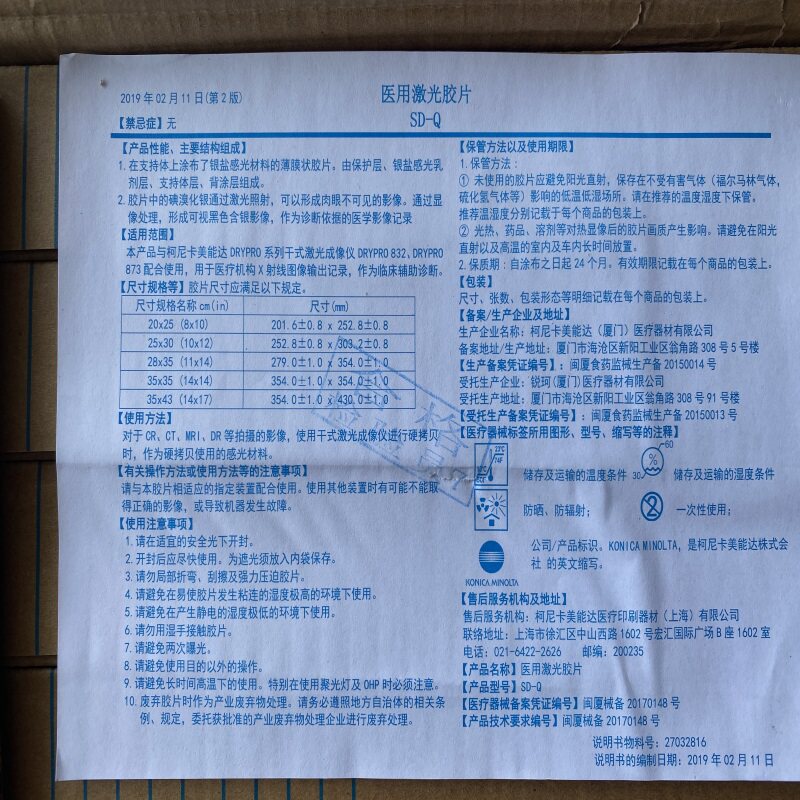 2019年02月11日(第2版)
医用激光胶片
SD-Q
【禁忌症】无
【产品性能、主要结构组成】
1. 在支持体上涂布了银盐感光材料的薄膜状胶片。由保护层、银盐感光乳
剂层、支持体层、背涂层组成。
2. 胶片中的碘溴化银通过激光照射，可以形成肉眼不可见的影像。通过显
像处理，形成可视黑色含银影像，作为诊断依据的医学影像记录
【适用范围】
本产品与柯尼卡美能达 DRYPRO 系列干式激光成像仪 DRYPRO 832、DRYPRO
873 配合使用，用于医疗机构 X 射线图像输出记录，作为临床辅助诊断。
【尺寸规格等】胶片尺寸应满足以下规定。
尺寸规格名称 cm(in) 尺寸(mm)
20x25 (8x10) 201.6±0.8 x 252.8±0.8
25x30 (10x12) 252.8±0.8 x 303.2±0.8
28x35 (11x14) 279.0±1.0 x 354.0±1.0
35x35 (14x14) 354.0±1.0 x 354.0±1.0
35x43 (14x17) 354.0±1.0 x 430.0±1.0
【使用方法】
对于 CR、CT、MRI、DR 等拍摄的影像，使用干式激光成像仪进行硬拷贝
时，作为硬拷贝使用的感光材料。
【有关操作方法或使用方法等的注意事项】
请与本胶片相适应的指定装置配合使用。使用其他装置时有可能不能取
得正确的影像，或导致机器发生故障。
【使用注意事项】
1. 请在适宜的安全光下开封。
2. 开封后应尽快使用。为遮光须放入内袋保存。
3. 请勿局部折弯、刮擦及强力压迫胶片。
4. 请避免在易使胶片发生粘连的湿度极高的环境下使用。
5. 请避免在产生静电的湿度极低的环境下使用。
6. 请勿用湿手接触胶片。
7. 请避免两次曝光。
8. 请避免使用目的以外的操作。
9. 请避免长时间高温下的使用。特别在使用聚光灯及 OHP 时必须注意。
10. 废弃胶片时作为产业废弃物处理。请务必遵照地方自治体的相关条
例、规定，委托获批准的产业废弃物处理企业进行废弃处理。
【保管方法以及使用期限】
1. 保管方法：
① 未使用的胶片应避免阳光直射，保存在不受有害气体（福尔马林气体，
硫化氢气体等）影响的低温低湿场所。请在推荐的温度湿度下保管。
推荐温湿度分别记载于每个商品的包装上。
② 光热、药品、溶剂等对热显像后的胶片画质产生影响。请避免在阳光
直射以及高温的室内及车内长时间放置。
2. 保质期：自涂布之日起 24 个月。有效期限记载在每个商品的包装上。
【包装】
尺寸、张数、包装形态等明细记载在每个商品的包装上。
【备案/生产企业及地址】
生产企业名称：柯尼卡美能达（厦门）医疗器材有限公司
备案地址/生产地址：厦门市海沧区新阳工业区翁角路 308 号 5 号楼
【生产备案凭证编号】：闽厦食药监械生产备 20150014 号
受托生产企业：锐珂(厦门)医疗器材有限公司
受托生产地址：厦门市海沧区新阳工业区翁角路 308 号 91 号楼
【受托生产备案凭证编号】：闽厦食药监械生产备 20150013 号
【医疗器械标签所用图形、型号、缩写等的注释】
储存及运输的温度条件 30 % 60 储存及运输的湿度条件
防晒、防辐射； 2 一次性使用；
公司/产品标识。KONICA MINOLTA，是柯尼卡美能达株式会
社 的英文缩写。
KONICA MINOLTA
【售后服务机构及地址】
售后服务机构：柯尼卡美能达医疗印刷器材（上海）有限公司
联络地址：上海市徐汇区中山西路 1602 号宏汇国际广场 B 座 1602 室
电话：021-6422-2626 邮编：200235
【产品名称】医用激光胶片
【产品型号】SD-Q
【医疗器械备案凭证编号】闽厦械备 20170148 号
【产品技术要求编号】闽厦械备 20170148 号
说明书物料号：27032816
说明书的编制日期：2019 年 02 月 11 日
合格